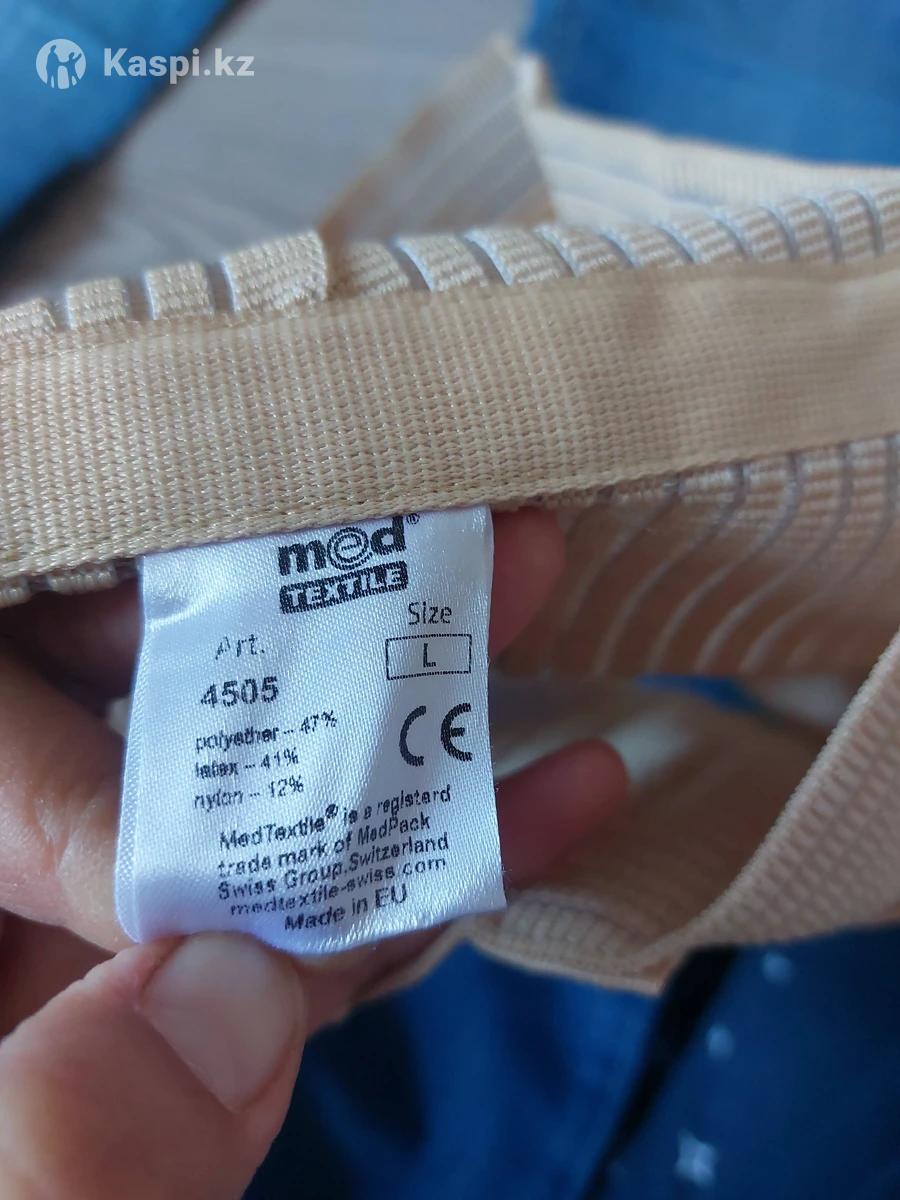 Kaspi.kz
med®
TEXTILE
Size
L
Art.
4505
polyether – 47%
latex – 41%
nylon – 12%
CE
MedTextile® is a registerd
trade mark of MedPack
Swiss Group.Switzerland
medtextile-swiss com
Made in EU